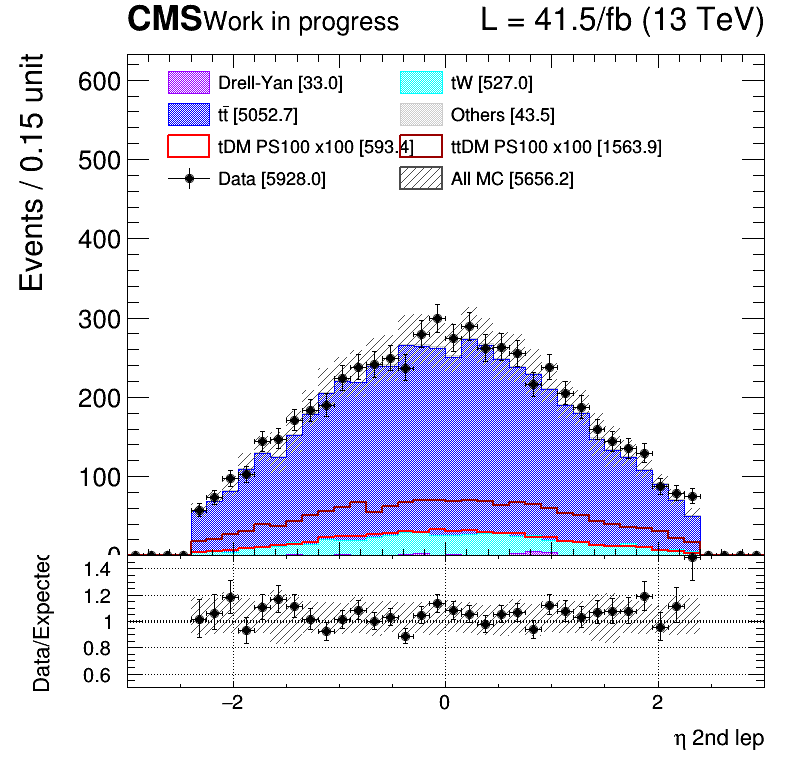 CMS Work in progress L = 41.5/fb (13 TeV)
Events / 0.15 unit
600
500
400
300
200
100
0
Drell-Yan [33.0] tW [527.0]
tt̄ [5052.7] Others [43.5]
tDM PS100 x100 [593.4] ttDM PS100 x100 [1563.9]
Data [5928.0] All MC [5656.2]
Data/Expected
1.4
1.2
1
0.8
0.6
−2 0 2
η 2nd lep